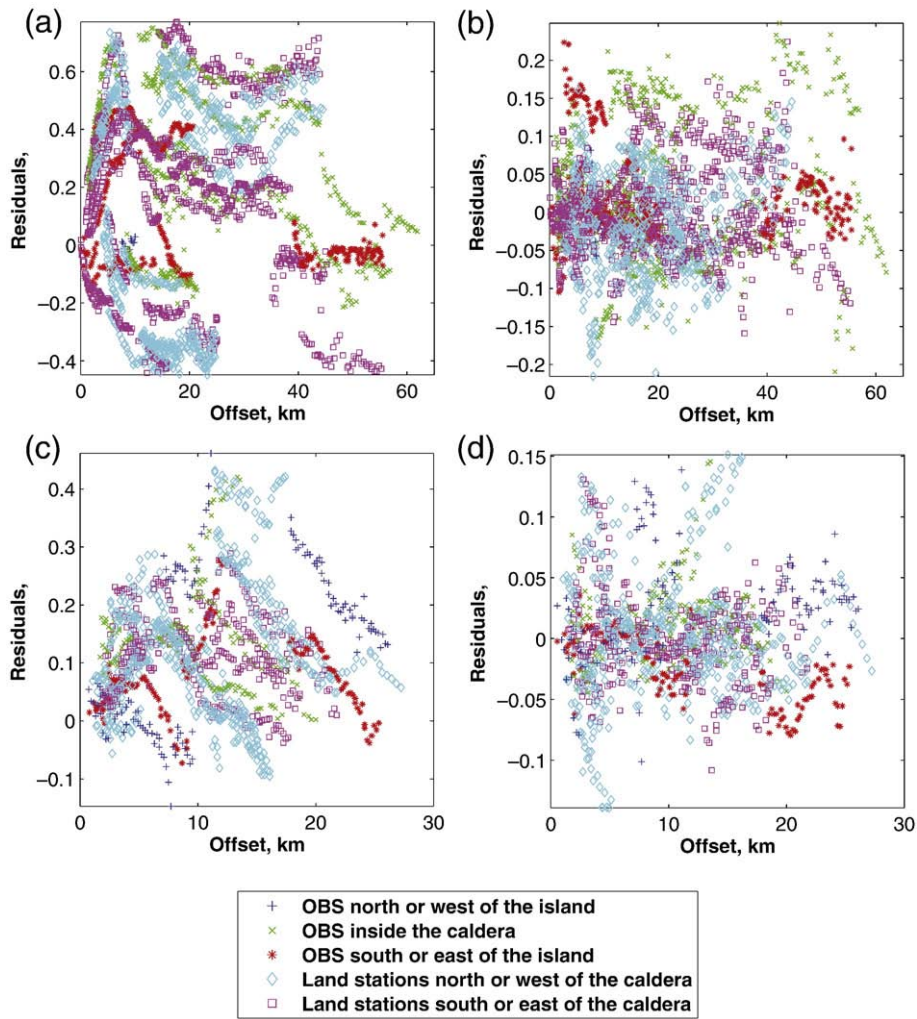 (a)
Residuals,
0.6
0.4
0.2
0
−0.2
−0.4
0 20 40 60
Offset, km
(b)
Residuals,
0.2
0.15
0.1
0.05
0
−0.05
−0.1
−0.15
−0.2
0 20 40 60
Offset, km
(c)
Residuals,
0.4
0.3
0.2
0.1
0
−0.1
0 10 20 30
Offset, km
(d)
Residuals,
0.15
0.1
0.05
0
−0.05
−0.1
0 10 20 30
Offset, km
OBS north or west of the island
OBS inside the caldera
OBS south or east of the island
Land stations north or west of the caldera
Land stations south or east of the caldera